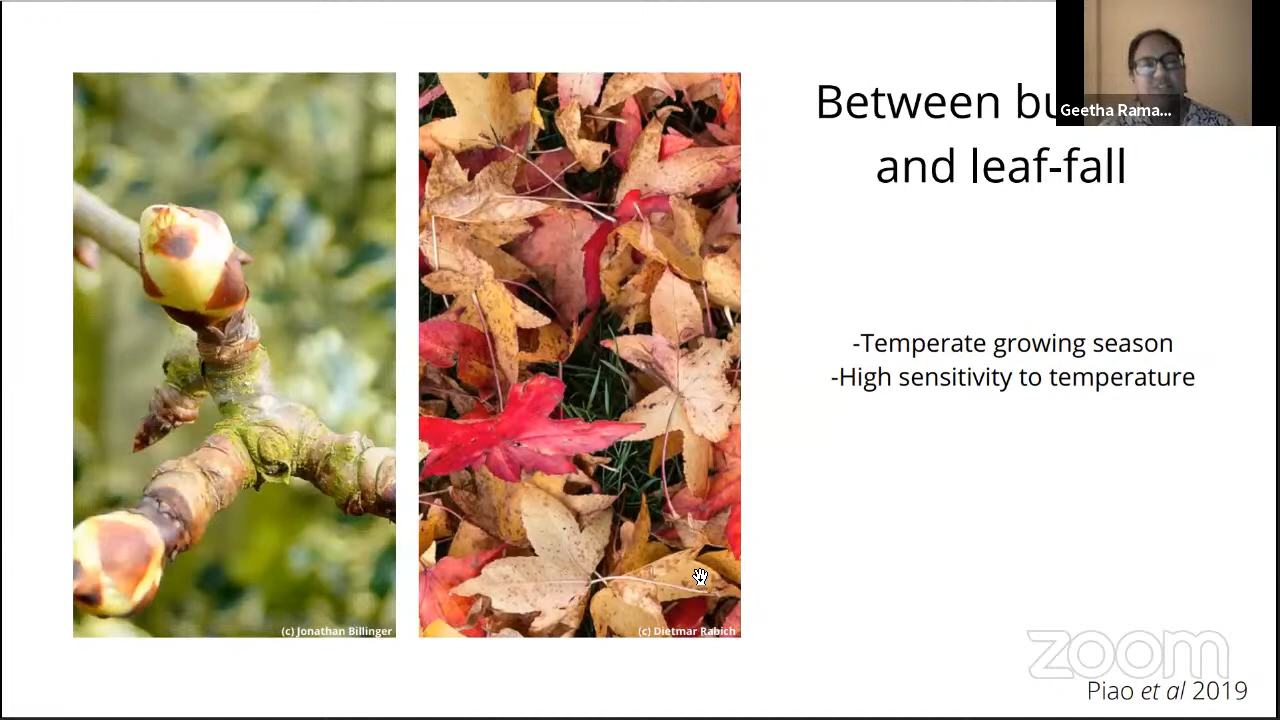 Between bu
Geetha Rama...
and leaf-fall
-Temperate growing season
-High sensitivity to temperature
(c) Jonathan Billinger
(c) Dietmar Rabich
zoom
Piao et al 2019